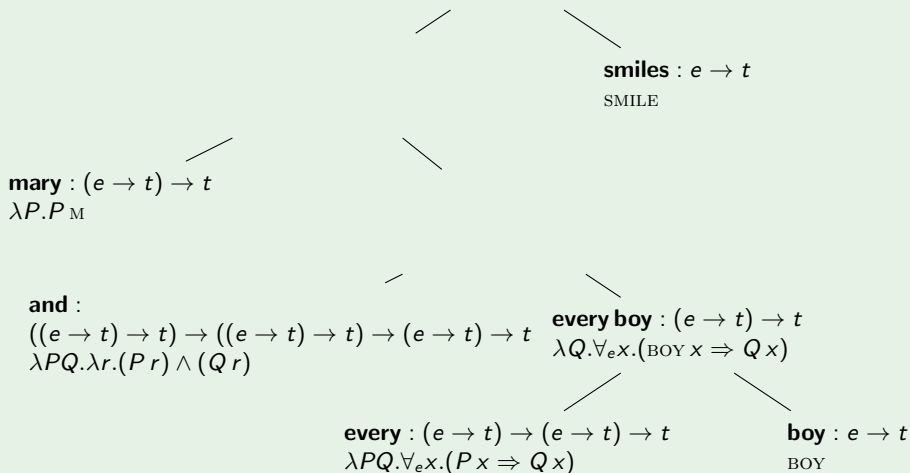 smiles : e → t
SMILE
mary : (e → t) → t
λP.P M
and :
((e → t) → t) → ((e → t) → t) → (e → t) → t
λPQ.λr.(P r) ∧ (Q r)
every boy : (e → t) → t
λQ.∀ₑx.(BOY x ⇒ Q x)
every : (e → t) → (e → t) → t
λPQ.∀ₑx.(P x ⇒ Q x)
boy : e → t
BOY